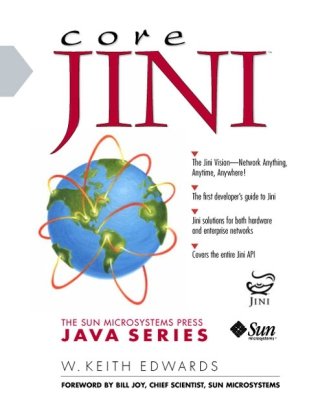 core
JINI™
The Jini Vision—Network Anything,
Anytime, Anywhere!
The first developer's guide to Jini
Jini solutions for both hardware
and enterprise networks
Covers the entire Jini API
JINI
THE SUN MICROSYSTEMS PRESS
JAVA SERIES
Sun
microsystems
W. KEITH EDWARDS
FOREWORD BY BILL JOY, CHIEF SCIENTIST, SUN MICROSYSTEMS